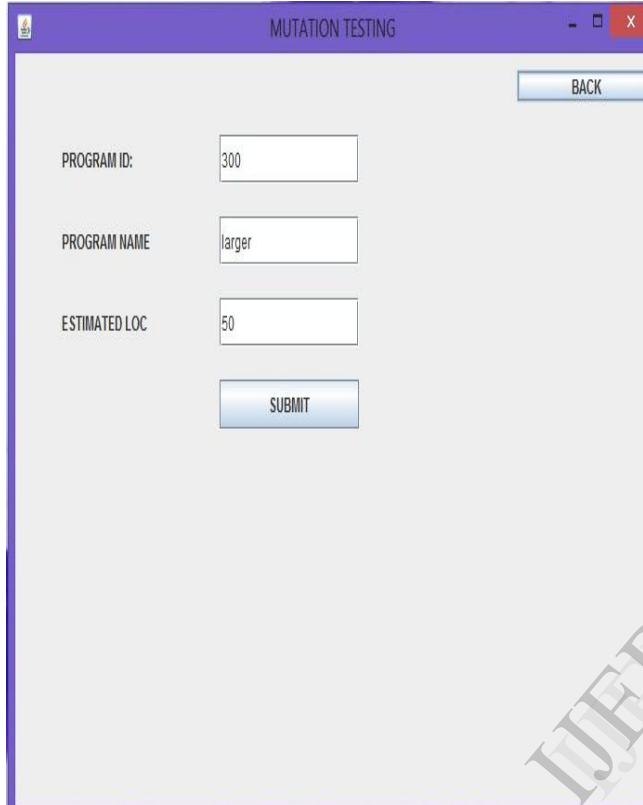 MUTATION TESTING
X
BACK
PROGRAM ID:
300
PROGRAM NAME
larger
ESTIMATED LOC
50
SUBMIT